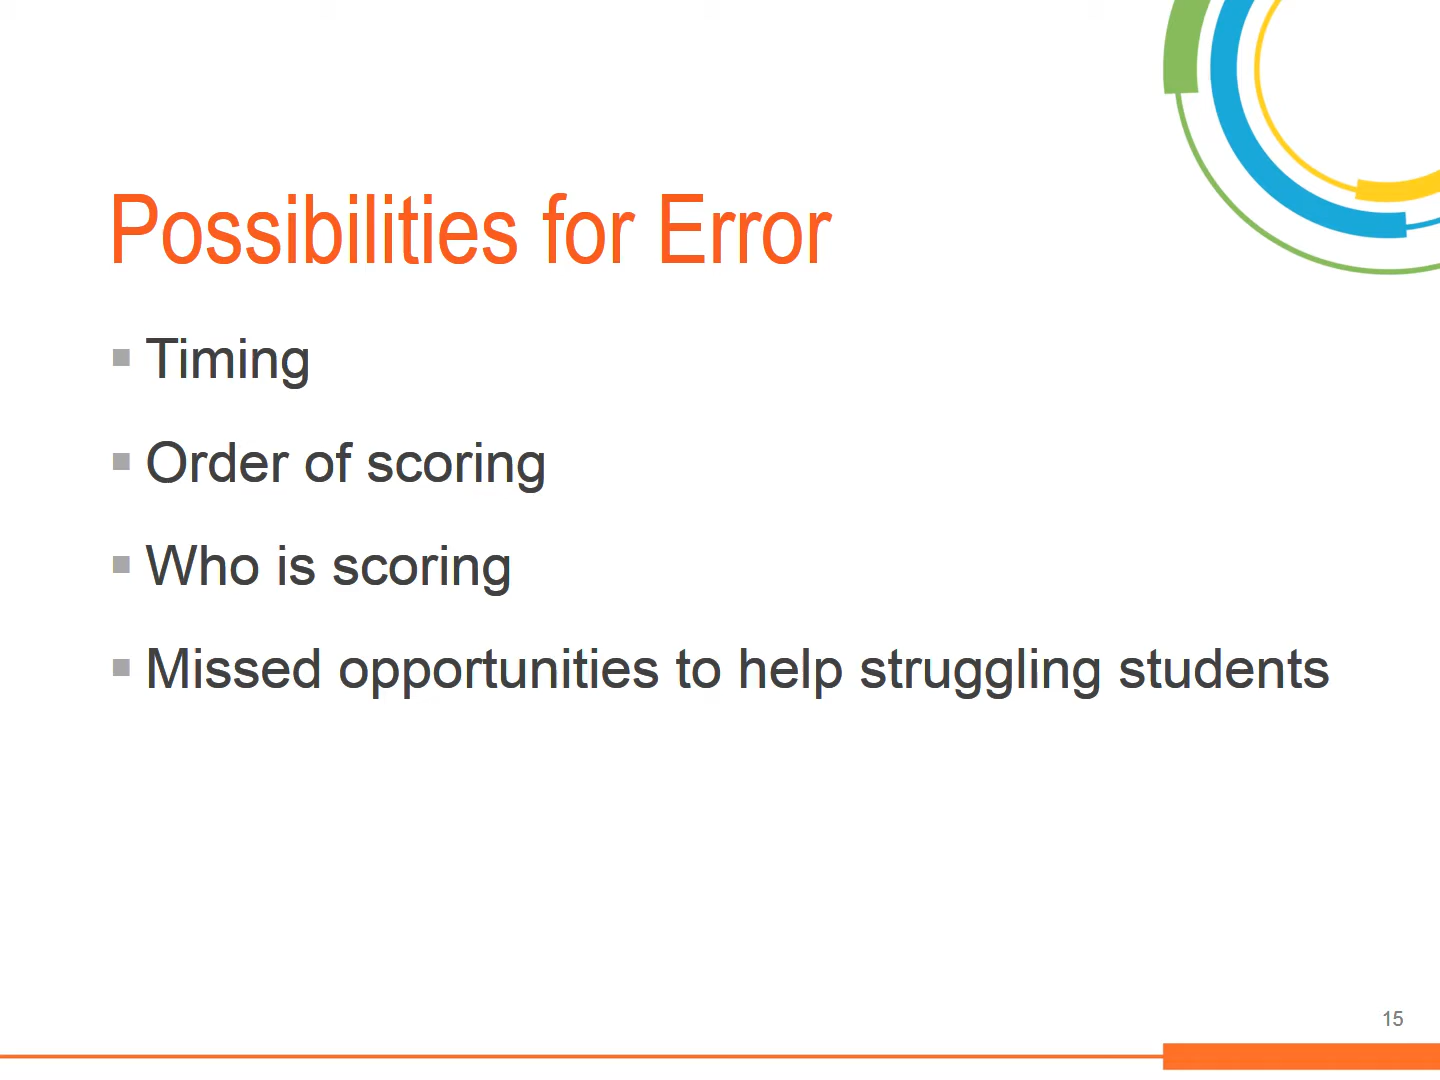 Possibilities for Error
▪ Timing
▪ Order of scoring
▪ Who is scoring
▪ Missed opportunities to help struggling students
15